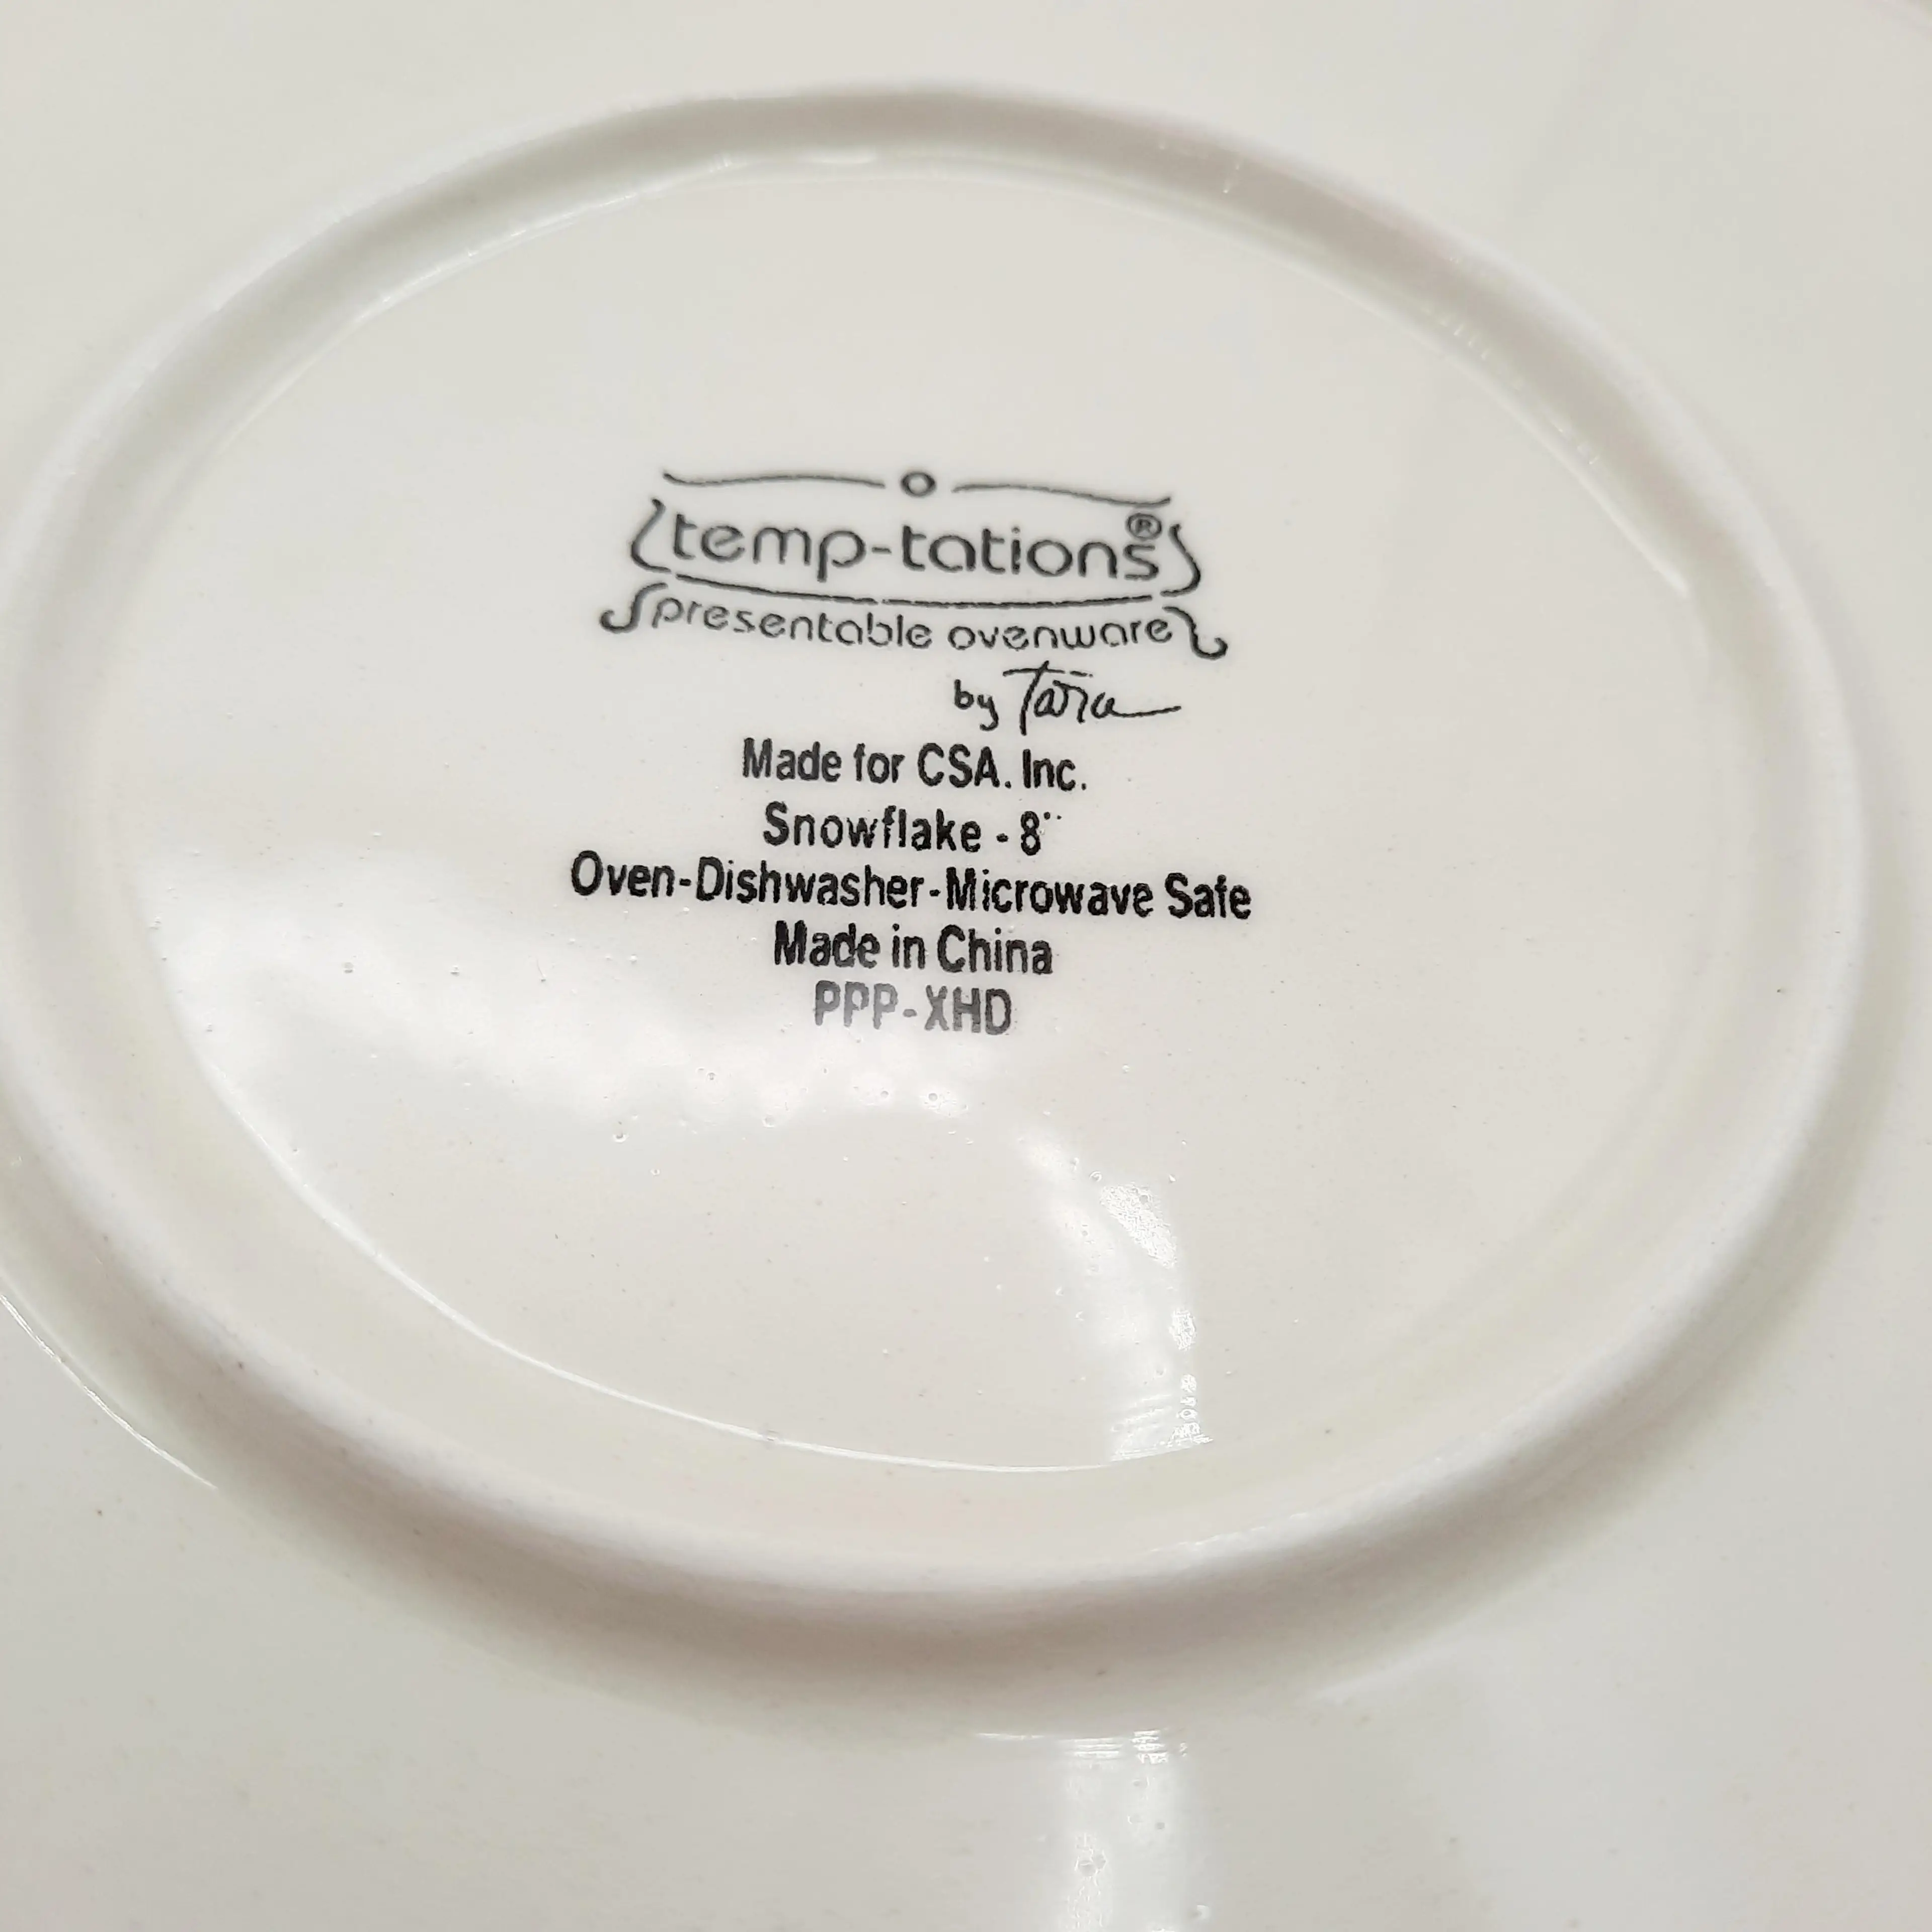 temp-tations®
presentable ovenware
by Tara
Made for CSA. Inc.
Snowflake - 8"
Oven-Dishwasher-Microwave Safe
Made in China
PPP-XHD